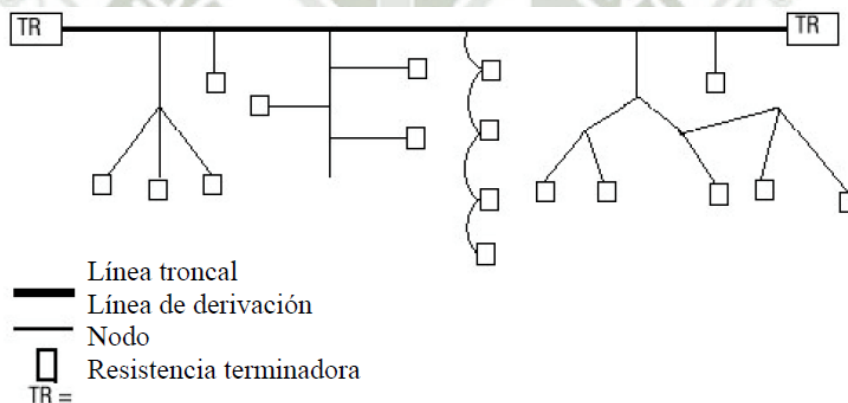 TR
TR
Línea troncal
Línea de derivación
Nodo
Resistencia terminadora
TR =